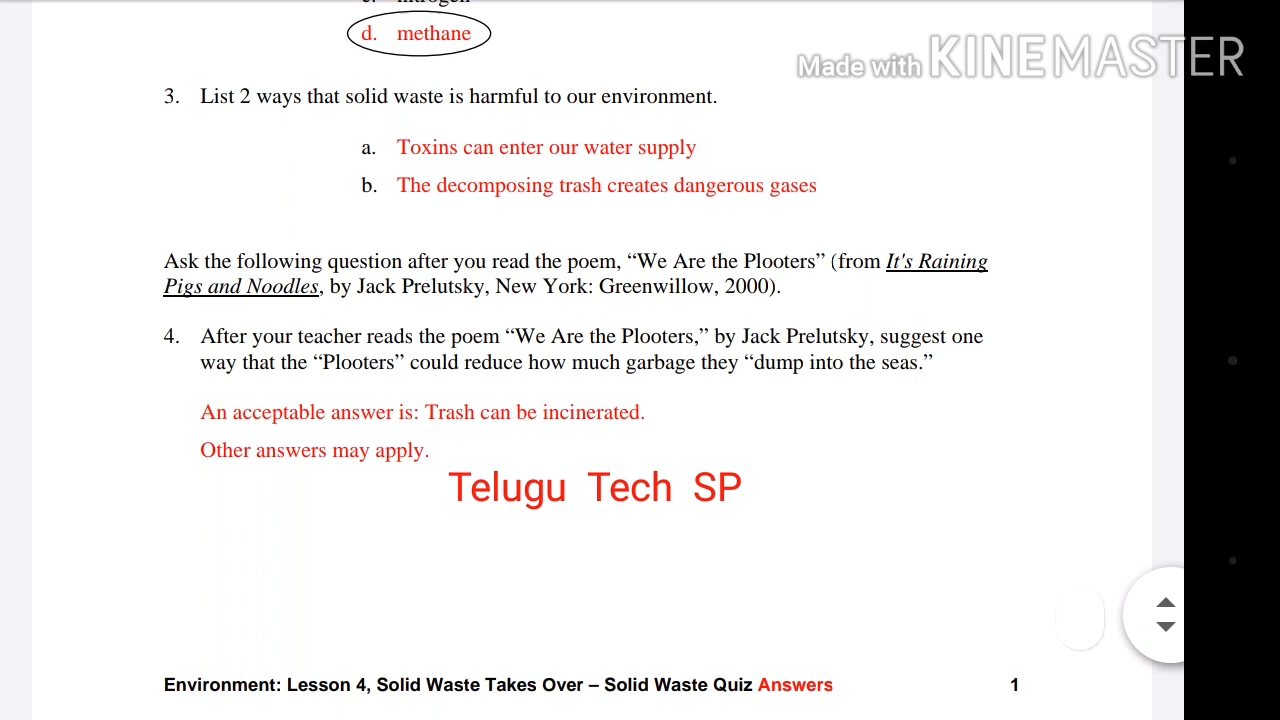 d. methane
Made with KINEMASTER
3. List 2 ways that solid waste is harmful to our environment.
a. Toxins can enter our water supply
b. The decomposing trash creates dangerous gases
Ask the following question after you read the poem, “We Are the Plooters” (from It's Raining
Pigs and Noodles, by Jack Prelutsky, New York: Greenwillow, 2000).
4. After your teacher reads the poem “We Are the Plooters,” by Jack Prelutsky, suggest one
way that the “Plooters” could reduce how much garbage they “dump into the seas.”
An acceptable answer is: Trash can be incinerated.
Other answers may apply.
Telugu Tech SP
Environment: Lesson 4, Solid Waste Takes Over – Solid Waste Quiz Answers 1